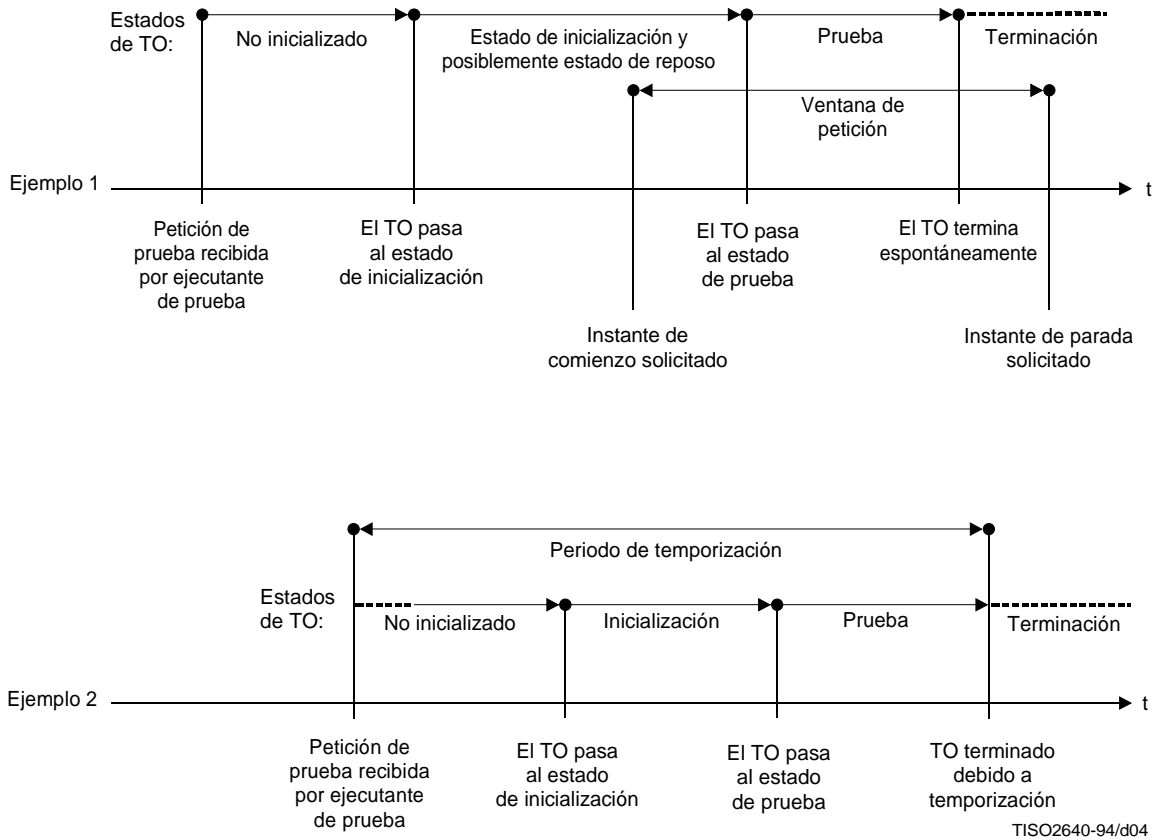 Estados
de TO:
No inicializado
Estado de inicialización y
posiblemente estado de reposo
Prueba
Terminación
Ventana de
petición
Ejemplo 1
t
Petición de
prueba recibida
por ejecutante
de prueba
El TO pasa
al estado
de inicialización
El TO pasa
al estado
de prueba
El TO termina
espontáneamente
Instante de
comienzo solicitado
Instante de parada
solicitado
Periodo de temporización
Estados
de TO:
No inicializado
Inicialización
Prueba
Terminación
Ejemplo 2
t
Petición de
prueba recibida
por ejecutante
de prueba
El TO pasa
al estado
de inicialización
El TO pasa
al estado
de prueba
TO terminado
debido a
temporización
TISO2640-94/d04